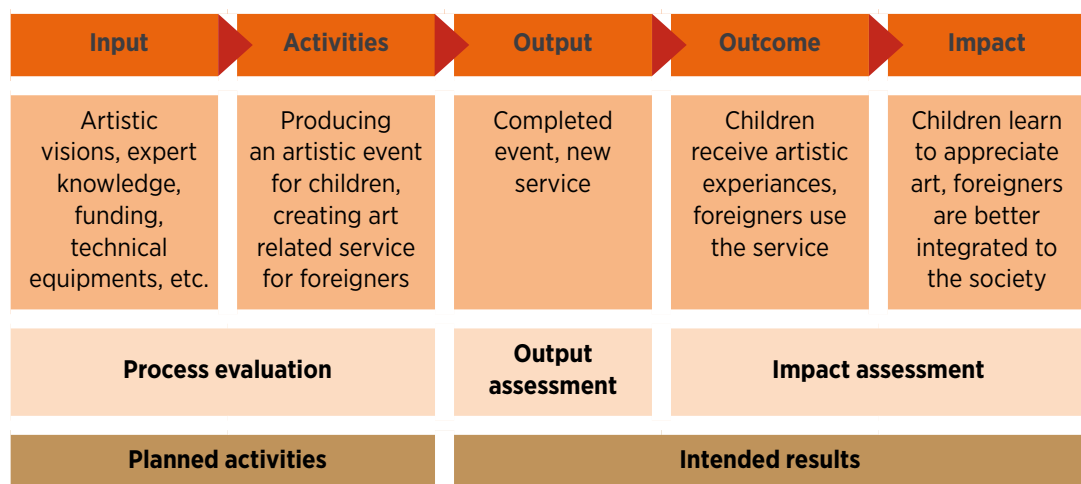 Input
Activities
Output
Outcome
Impact
Artistic
visions, expert
knowledge,
funding,
technical
equipments, etc.
Producing
an artistic event
for children,
creating art
related service
for foreigners
Completed
event, new
service
Children
receive artistic
experiances,
foreigners use
the service
Children learn
to appreciate
art, foreigners
are better
integrated to
the society
Process evaluation
Output
assessment
Impact assessment
Planned activities
Intended results